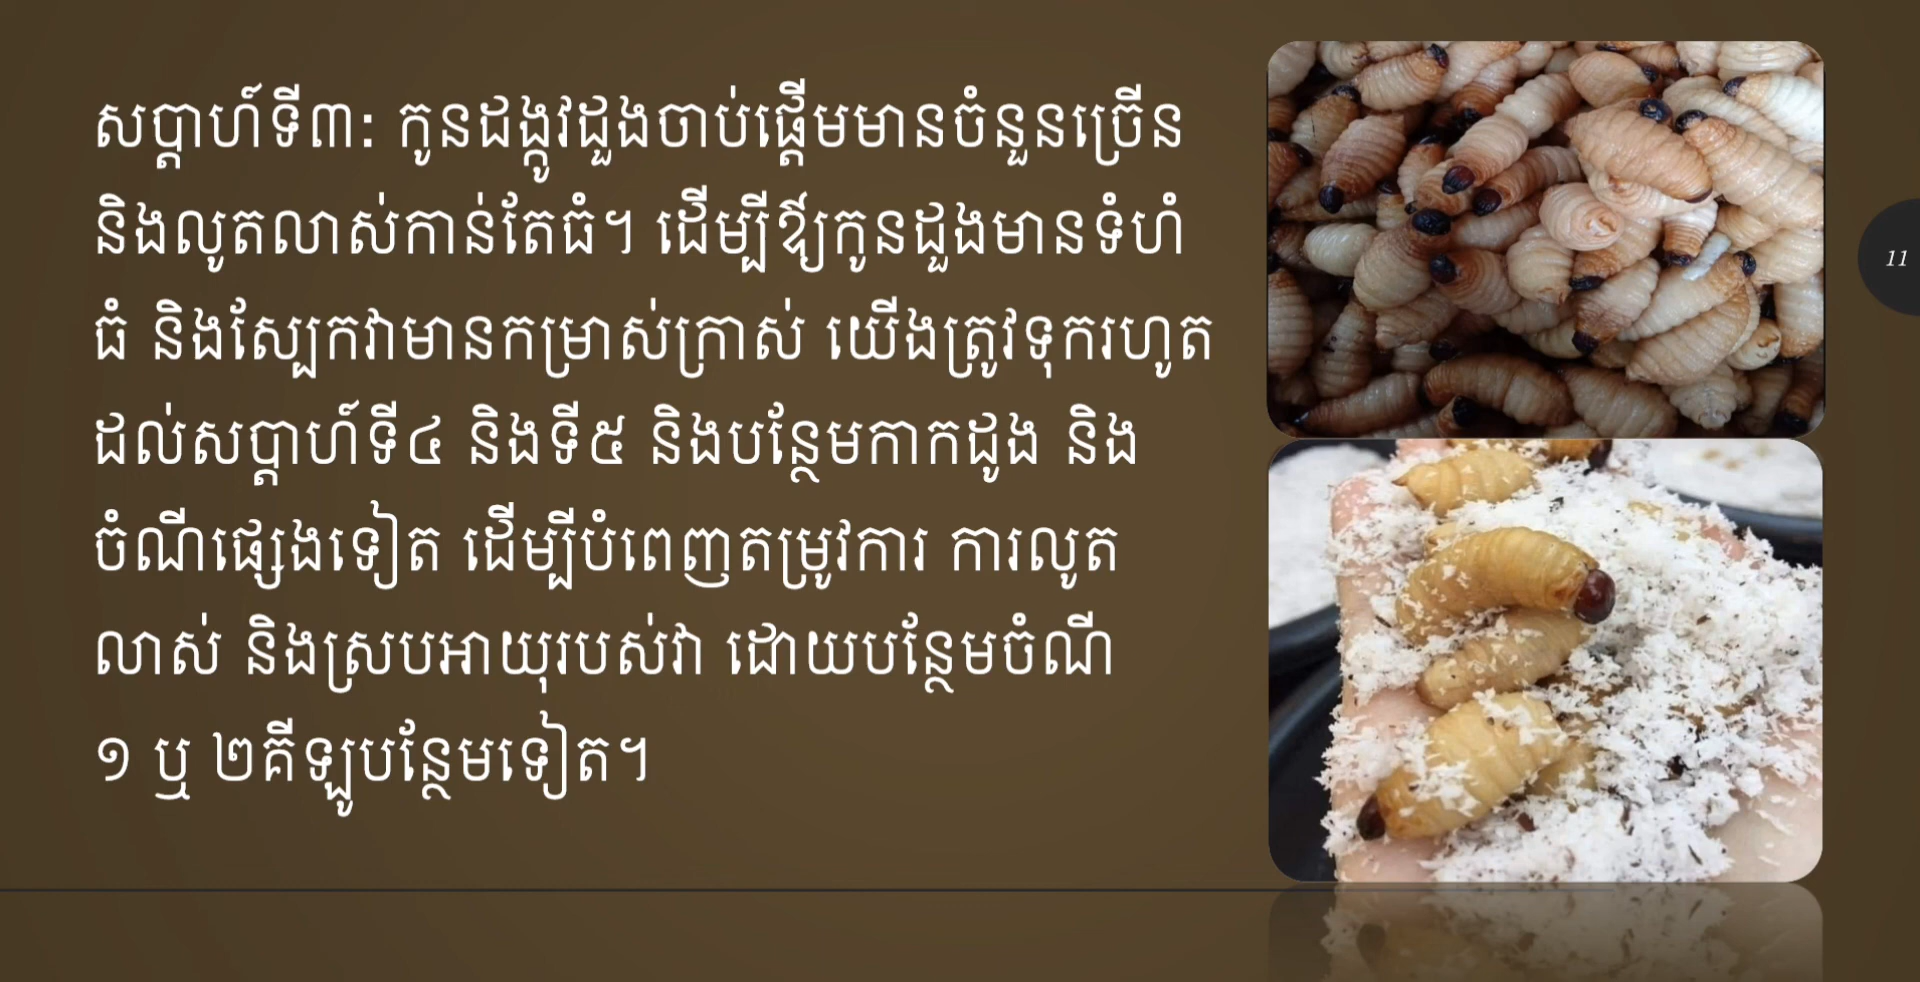 សប្តាហ៍ទី៣: កូនដង្កូវដួងចាប់ផ្តើមមានចំនួនច្រើន
និងលូតលាស់កាន់តែធំ។ ដើម្បីឱ្យកូនដួងមានទំហំ
ធំ និងស្បែកវាមានកម្រាស់ក្រាស់ យើងត្រូវទុករហូត
ដល់សប្តាហ៍ទី៤ និងទី៥ និងបន្ថែមកាកដូង និង
ចំណីផ្សេងទៀត ដើម្បីបំពេញតម្រូវការ ការលូត
លាស់ និងស្របអាយុរបស់វា ដោយបន្ថែមចំណី
១ ឬ ២គីឡូបន្ថែមទៀត។
11